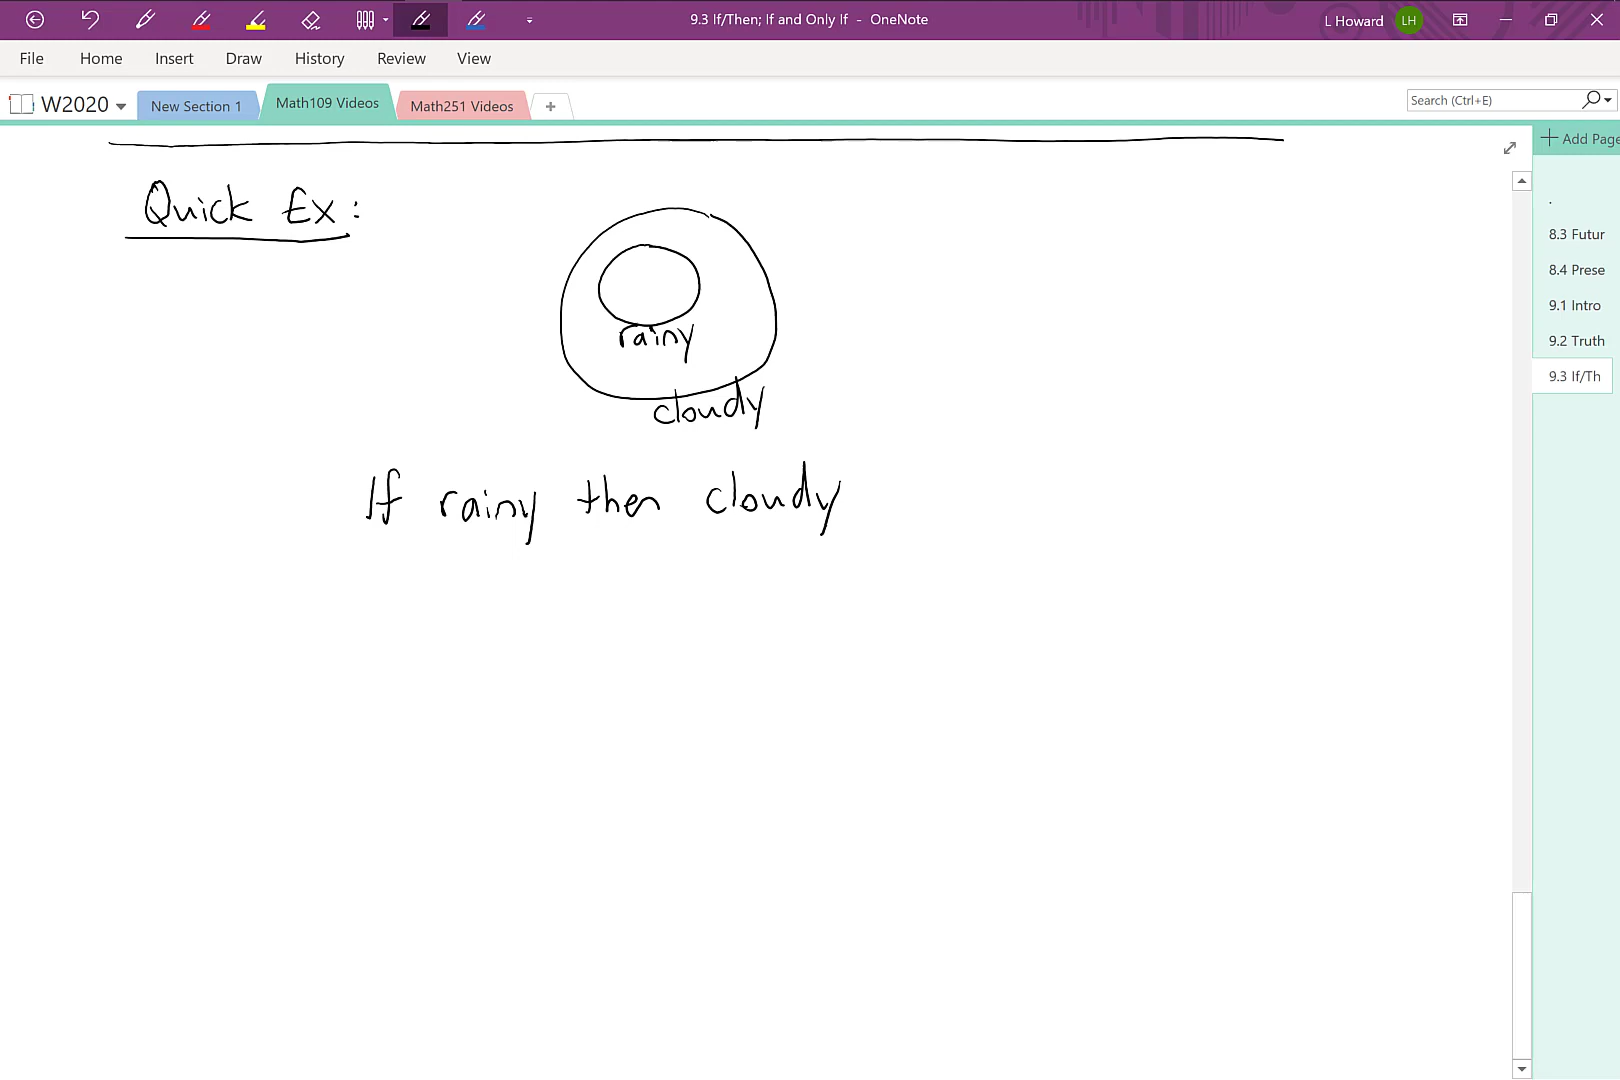 9.3 If/Then; If and Only If - OneNote
L Howard LH
File Home Insert Draw History Review View
W2020 New Section 1 Math109 Videos Math251 Videos
Search (Ctrl+E)
Add Page
Quick Ex:
rainy
cloudy
If rainy then cloudy
.
8.3 Futur
8.4 Prese
9.1 Intro
9.2 Truth
9.3 If/Th